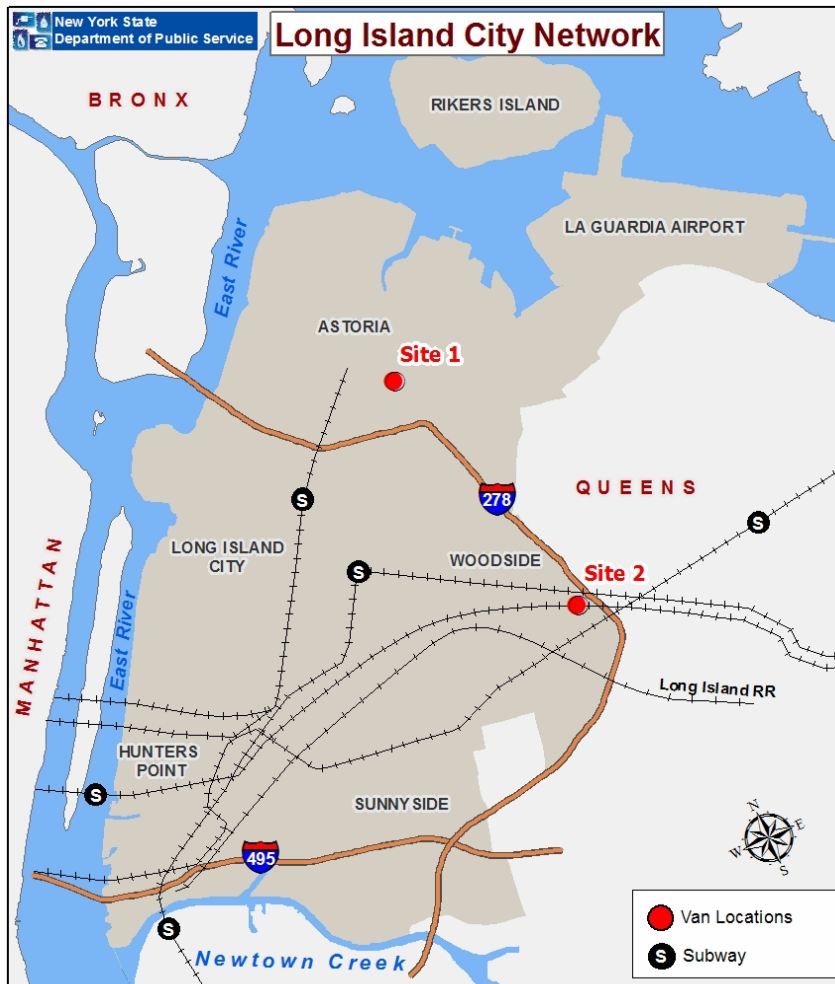 New York State
Department of Public Service
Long Island City Network
BRONX
RIKERS ISLAND
LA GUARDIA AIRPORT
East River
ASTORIA
Site 1
278
QUEENS
S
S
S
LONG ISLAND
CITY
WOODSIDE
Site 2
MANHATTAN
East River
Long Island RR
HUNTERS
POINT
S
SUNNYSIDE
495
N
E
W
S
S
Newtown Creek
Van Locations
S Subway